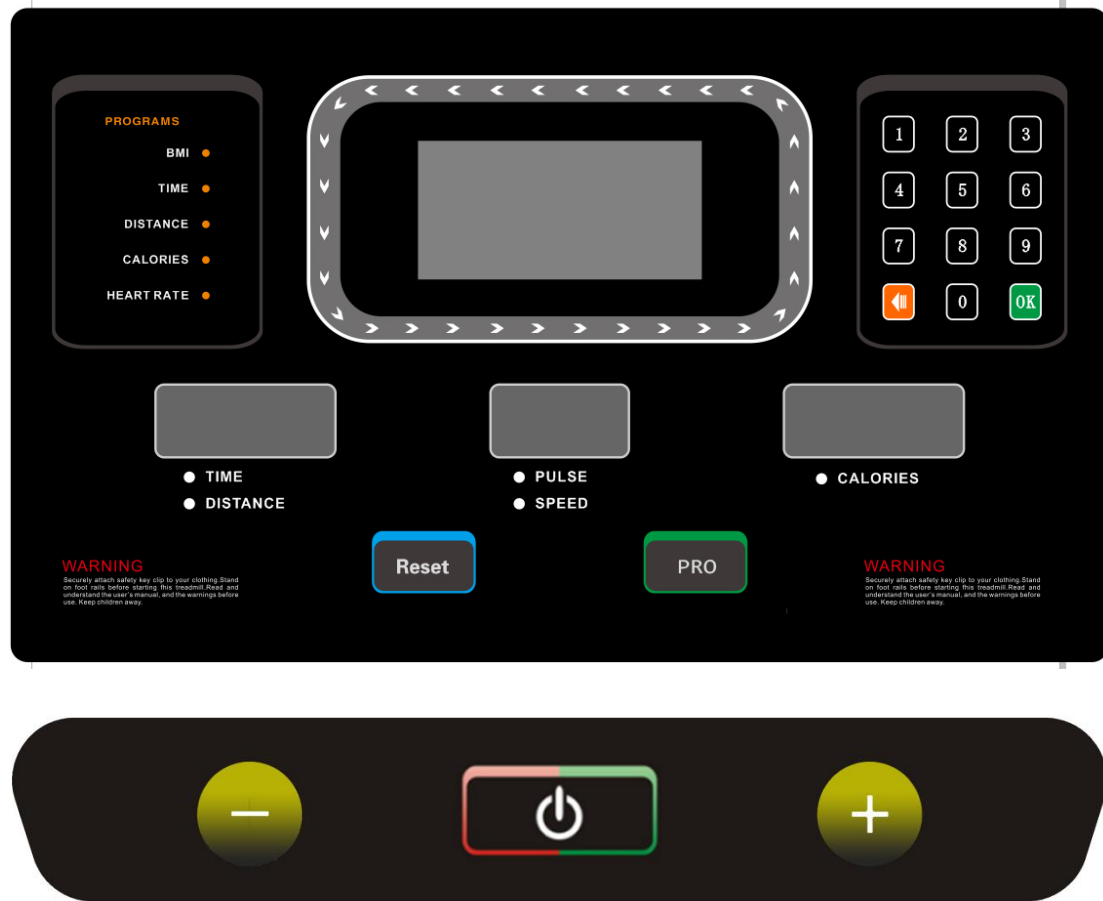 PROGRAMS
BMI
TIME
DISTANCE
CALORIES
HEART RATE
1 2 3
4 5 6
7 8 9
0 OK
TIME
DISTANCE
PULSE
SPEED
CALORIES
Reset
PRO
WARNING
Securely attach safety key clip to your clothing.Stand
on foot rails before starting fhis treadmill.Read and
understand the user's manual, and the warnings before
use. Keep children away.
WARNING
Securely attach safety key clip to your clothing.Stand
on foot rails before starting fhis treadmill.Read and
understand the user's manual, and the warnings before
use. Keep children away.
− +